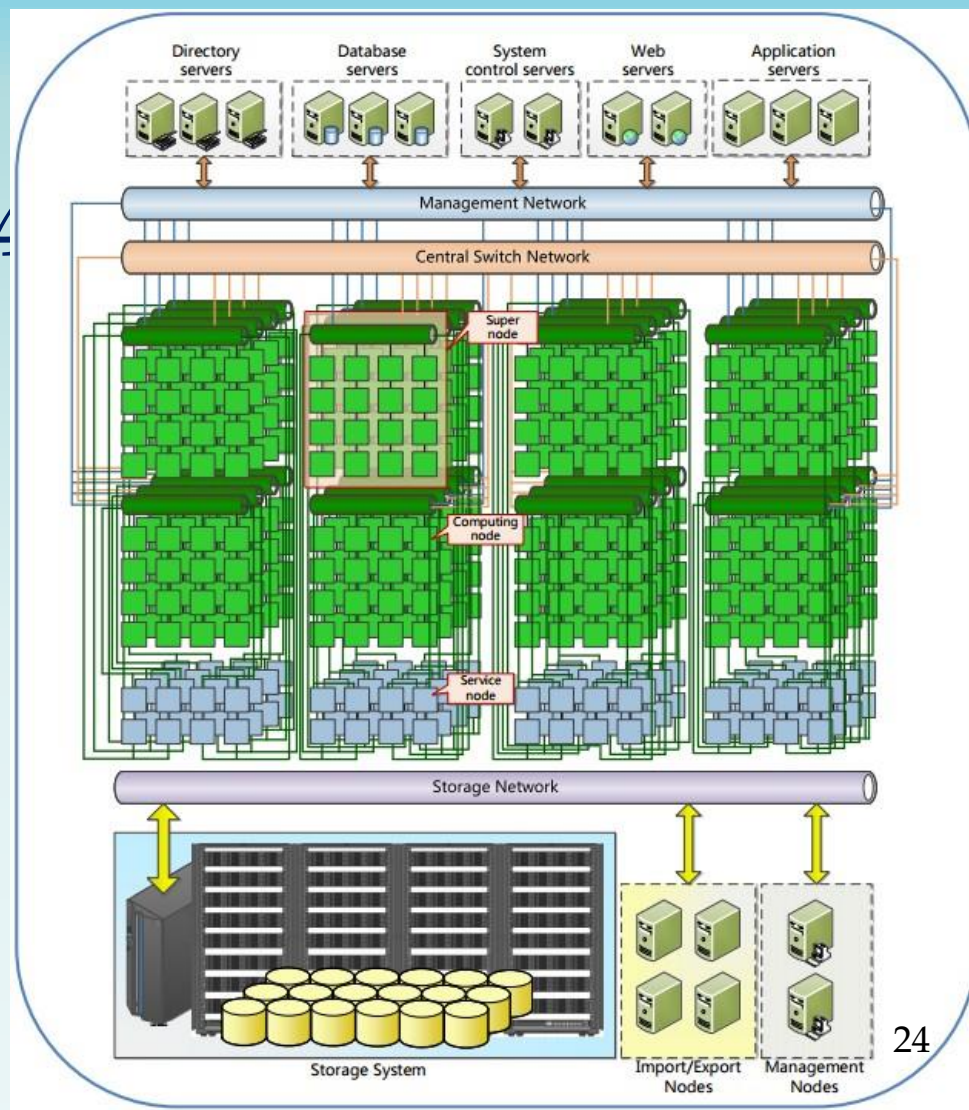 Directory
servers
Database
servers
System
control servers
Web
servers
Application
servers
Management Network
4
Central Switch Network
Super
node
Computing
node
Service
node
Storage Network
Storage System
Import/Export
Nodes
Management
Nodes
24